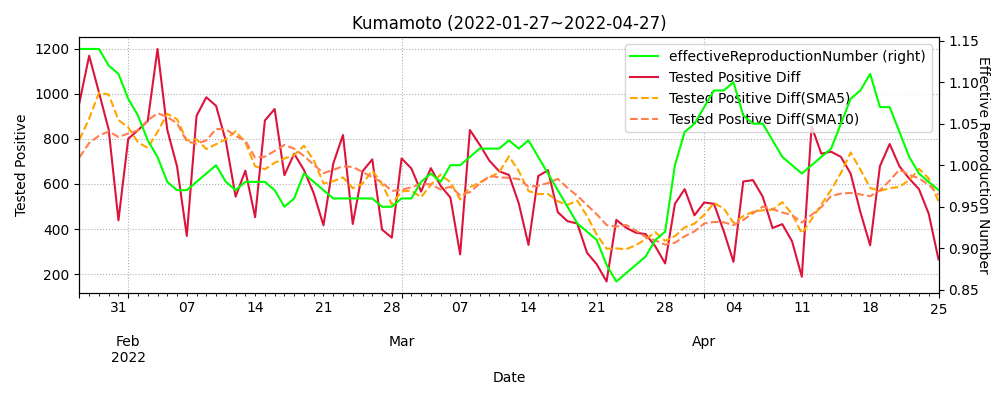 Kumamoto (2022-01-27~2022-04-27)
effectiveReproductionNumber (right)
Tested Positive Diff
Tested Positive Diff(SMA5)
Tested Positive Diff(SMA10)
Tested Positive
1200
1000
800
600
400
200
1.15
1.10
1.05
1.00
0.95
0.90
0.85
Effective Reproduction Number
31 07 14 21 28 07 14 21 28 04 11 18 25
Feb Mar Apr
2022
Date